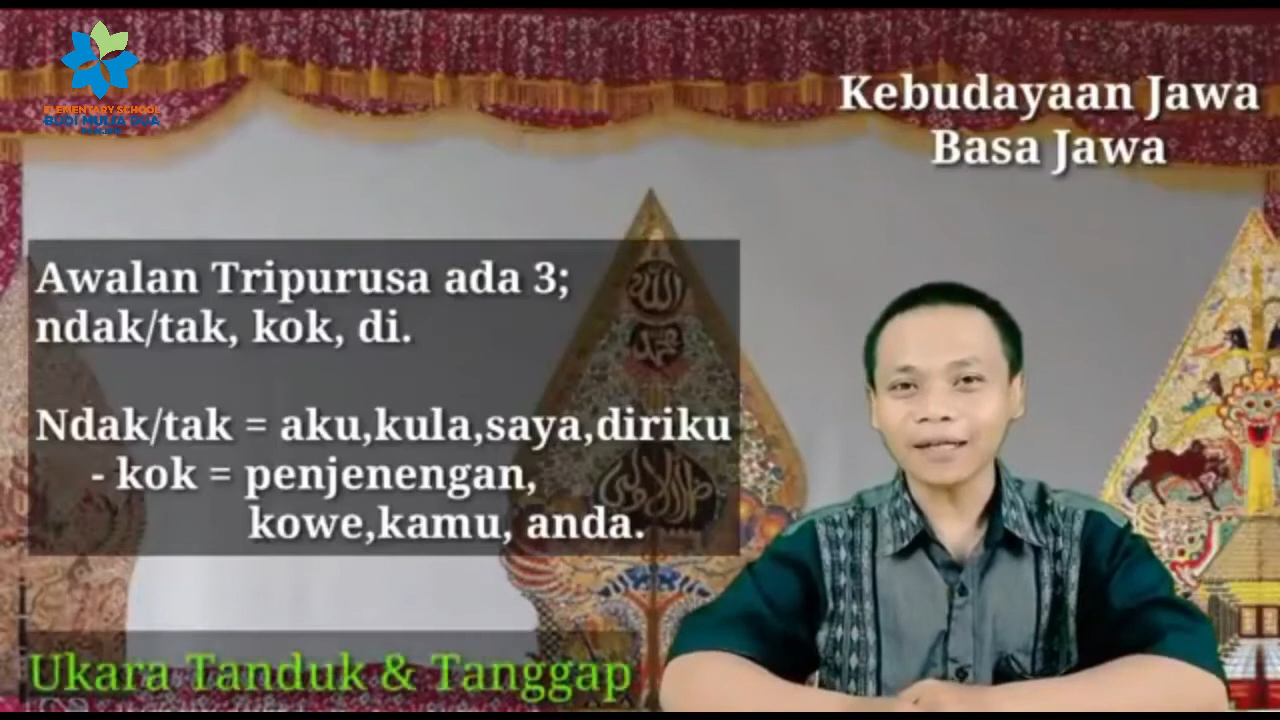 ELEMENTARY SCHOOL
BUDI MULIA DUA
Kebudayaan Jawa
Basa Jawa
Awalan Tripurusa ada 3;
ndak/tak, kok, di.
Ndak/tak = aku,kula,saya,diriku
- kok = penjenengan,
kowe,kamu, anda.
Ukara Tanduk & Tanggap